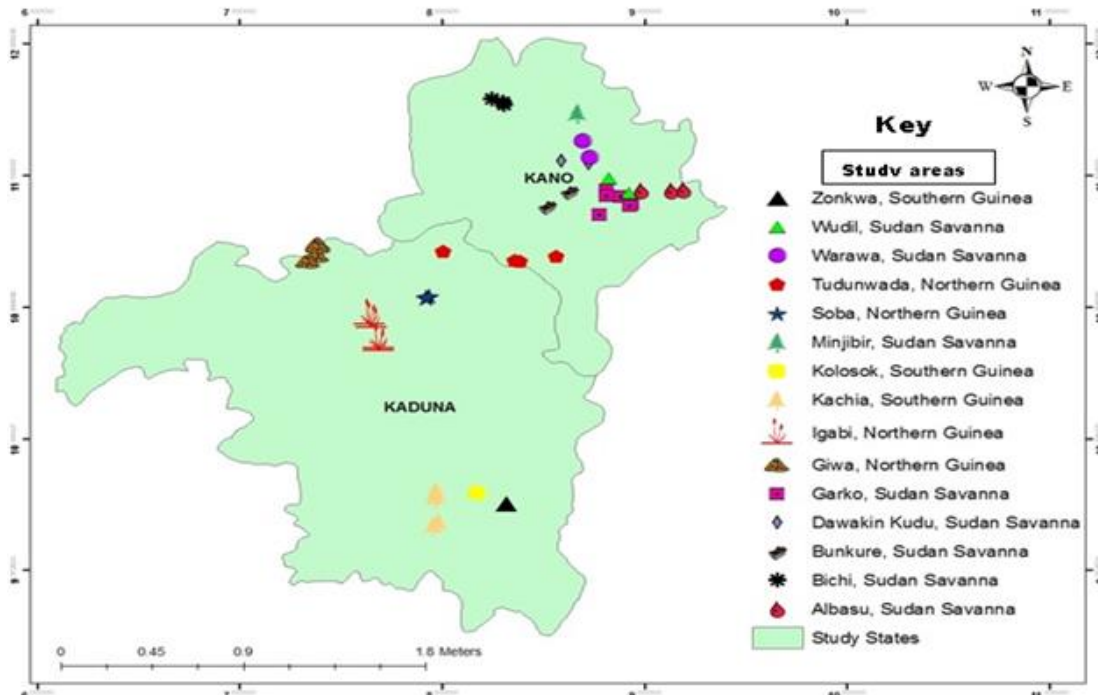 N
W E
S
Key
Study areas
Zonkwa, Southern Guinea
Wudil, Sudan Savanna
Warawa, Sudan Savanna
Tudunwada, Northern Guinea
Soba, Northern Guinea
Minjibir, Sudan Savanna
Kolosok, Southern Guinea
Kachia, Southern Guinea
Igabi, Northern Guinea
Giwa, Northern Guinea
Garko, Sudan Savanna
Dawakin Kudu, Sudan Savanna
Bunkure, Sudan Savanna
Bichi, Sudan Savanna
Albasu, Sudan Savanna
Study States
KANO
KADUNA
0 0.45 0.9 1.8 Meters